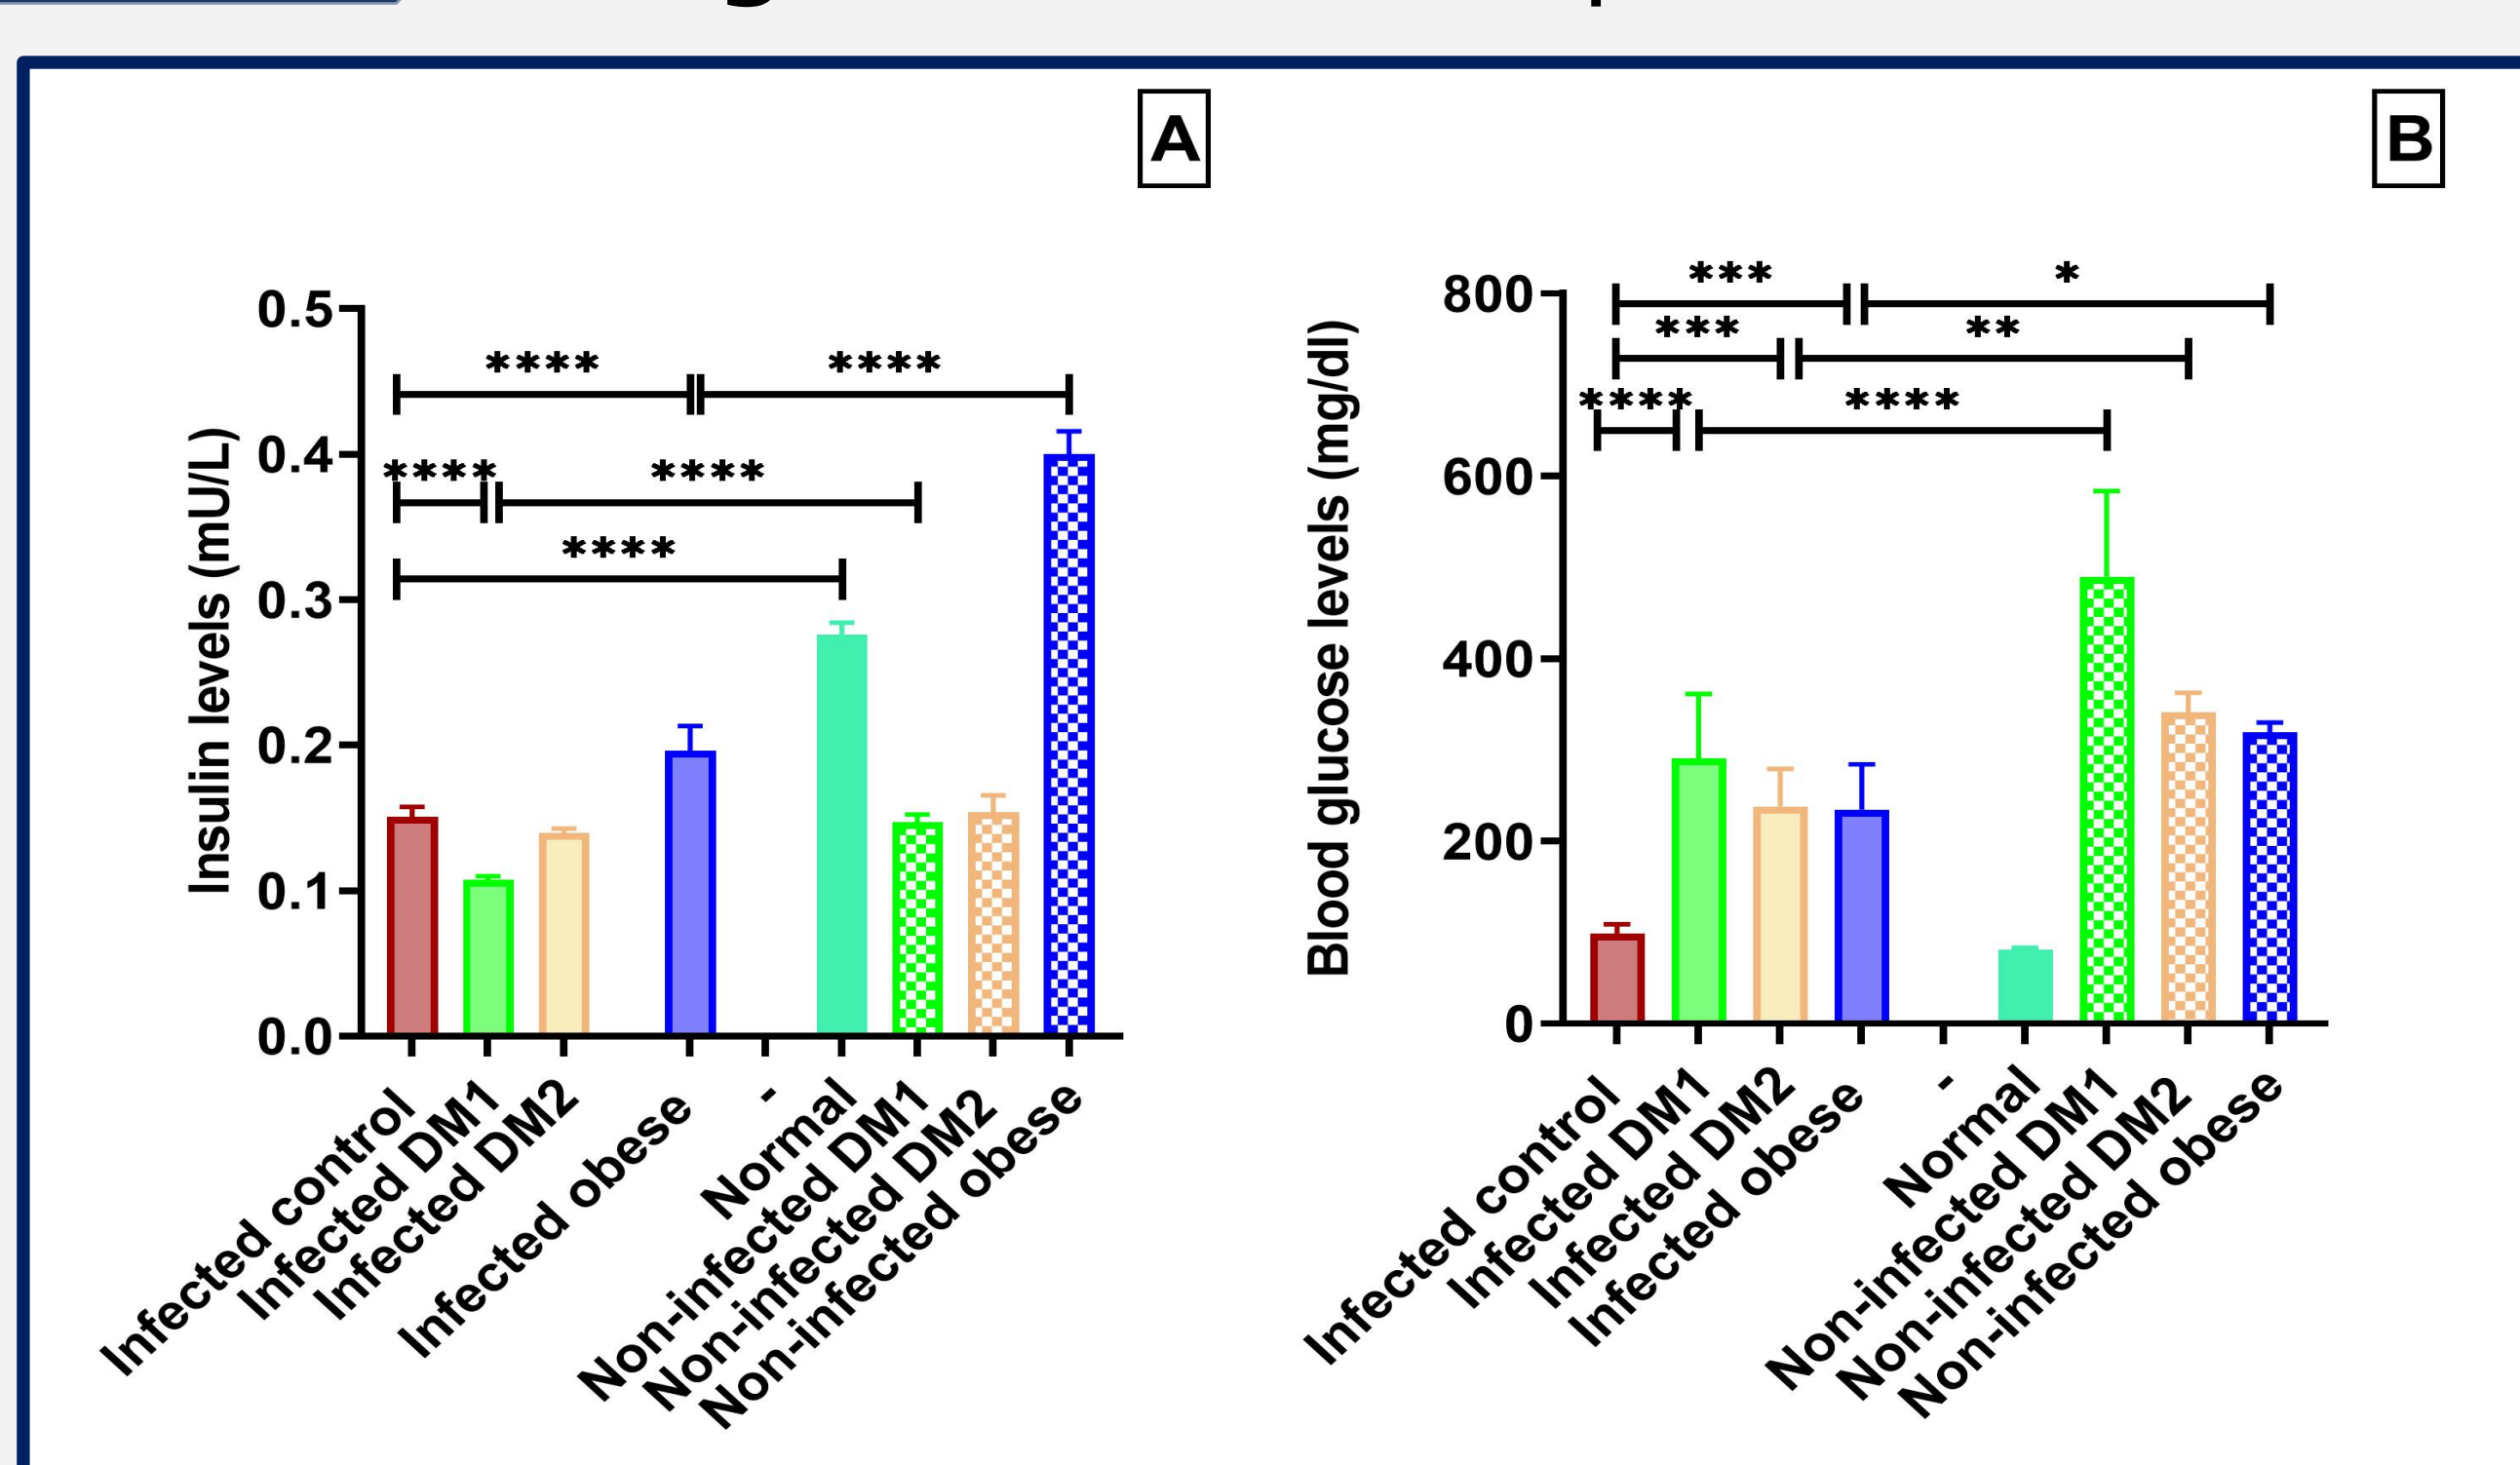 A
B
Insulin levels (mU/L)
0.5
0.4
0.3
0.2
0.1
0.0
**** ****
**** ****
****
Infected control
Infected DM1
Infected DM2
Infected obese
-
Normal
Non-infected DM1
Non-infected DM2
Non-infected obese
Blood glucose levels (mg/dl)
800
600
400
200
0
*** *
*** **
**** ****
Infected control
Infected DM1
Infected DM2
Infected obese
-
Normal
Non-infected DM1
Non-infected DM2
Non-infected obese